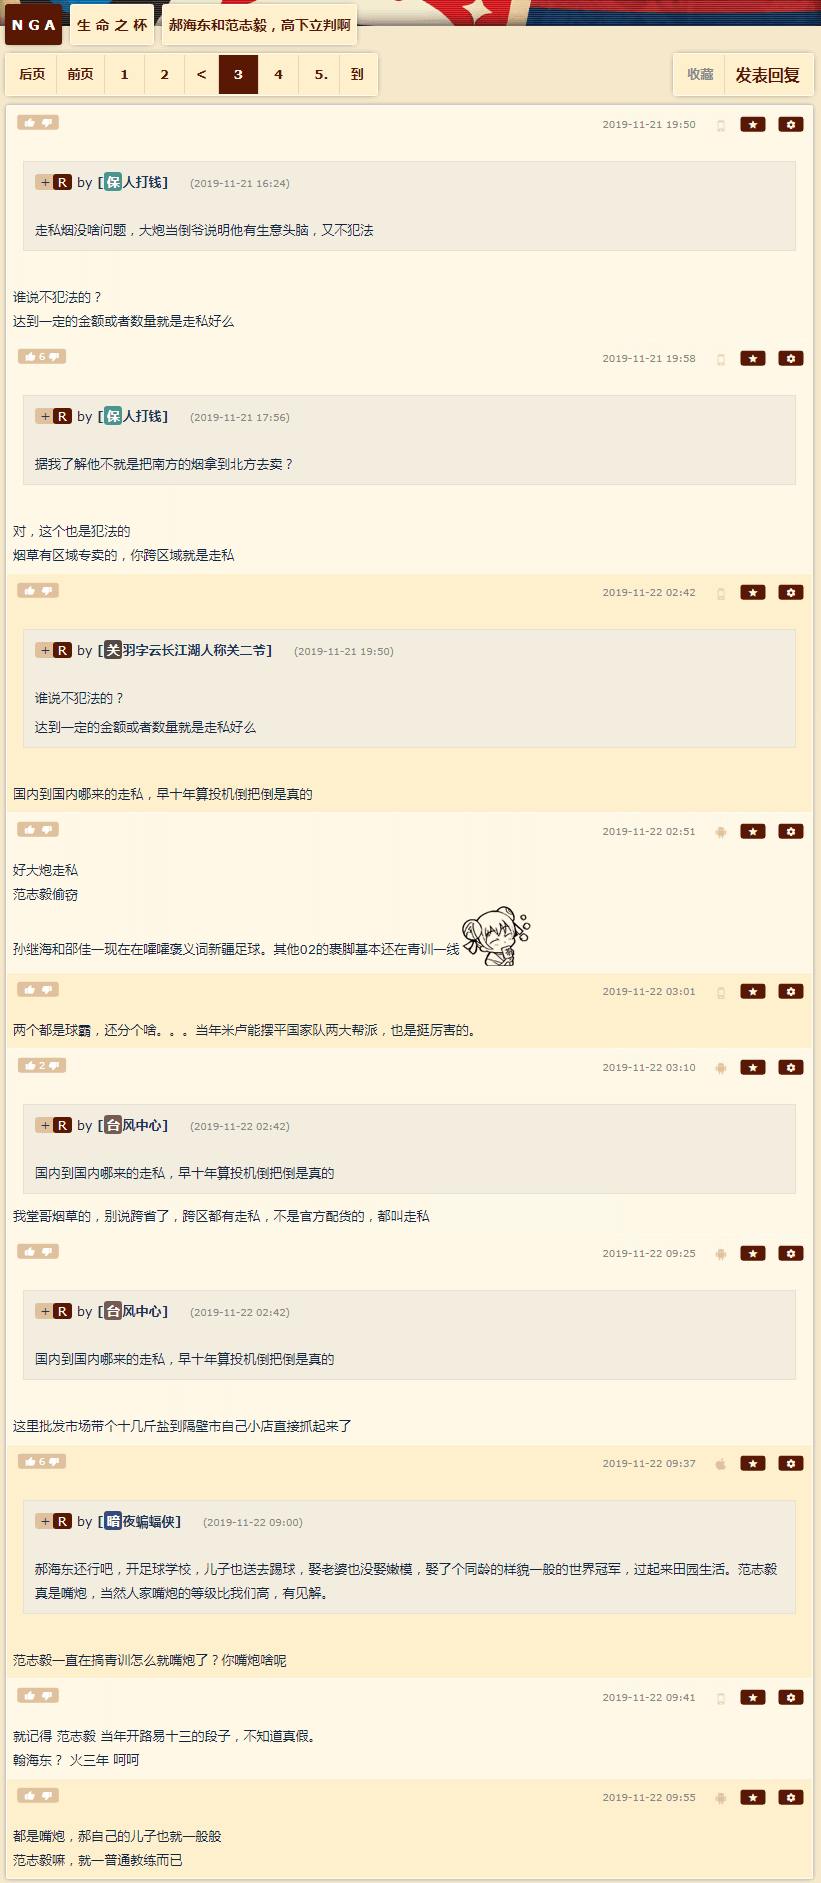 NGA 生命之杯 郝海东和范志毅，高下立判啊
后页 前页 1 2 < 3 4 5. 到 收藏 发表回复
2019-11-21 19:50
+ R by [保人打钱] (2019-11-21 16:24)
走私烟没啥问题，大炮当倒爷说明他有生意头脑，又不犯法
谁说不犯法的？
达到一定的金额或者数量就是走私好么
6 2019-11-21 19:58
+ R by [保人打钱] (2019-11-21 17:56)
据我了解他不就是把南方的烟拿到北方去卖？
对，这个也是犯法的
烟草有区域专卖的，你跨区域就是走私
2019-11-22 02:42
+ R by [关羽字云长江湖人称关二爷] (2019-11-21 19:50)
谁说不犯法的？
达到一定的金额或者数量就是走私好么
国内到国内哪来的走私，早十年算投机倒把倒是真的
2019-11-22 02:51
好大炮走私
范志毅偷窃
孙继海和邵佳一现在在嚯嚯褒义词新疆足球。其他02的裹脚基本还在青训一线
2019-11-22 03:01
两个都是球霸，还分个啥。。。当年米卢能摆平国家队两大帮派，也是挺厉害的。
2 2019-11-22 03:10
+ R by [台风中心] (2019-11-22 02:42)
国内到国内哪来的走私，早十年算投机倒把倒是真的
我堂哥烟草的，别说跨省了，跨区都有走私，不是官方配货的，都叫走私
2019-11-22 09:25
+ R by [台风中心] (2019-11-22 02:42)
国内到国内哪来的走私，早十年算投机倒把倒是真的
这里批发市场带个十几斤盐到隔壁市自己小店直接抓起来了
6 2019-11-22 09:37
+ R by [暗夜蝙蝠侠] (2019-11-22 09:00)
郝海东还行吧，开足球学校，儿子也送去踢球，娶老婆也没娶嫩模，娶了个同龄的样貌一般的世界冠军，过起来田园生活。范志毅
真是嘴炮，当然人家嘴炮的等级比我们高，有见解。
范志毅一直在搞青训怎么就嘴炮了？你嘴炮啥呢
2019-11-22 09:41
就记得 范志毅 当年开路易十三的段子，不知道真假。
翰海东？ 火三年 呵呵
2019-11-22 09:55
都是嘴炮，郝自己的儿子也就一般般
范志毅嘛，就一普通教练而已